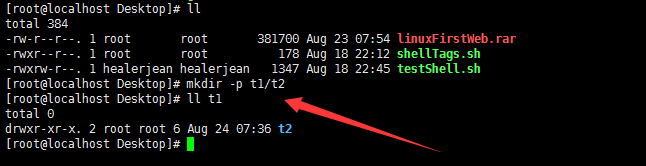 [root@localhost Desktop]# ll
total 384
-rw-r--r--. 1 root       root       381700 Aug 23 07:54 linuxFirstWeb.rar
-rwxr--r--. 1 root       root          178 Aug 18 22:12 shellTags.sh
-rwxrw-r--. 1 healerjean healerjean   1347 Aug 18 22:45 testShell.sh
[root@localhost Desktop]# mkdir -p t1/t2
[root@localhost Desktop]# ll t1
total 0
drwxr-xr-x. 2 root root 6 Aug 24 07:36 t2
[root@localhost Desktop]#